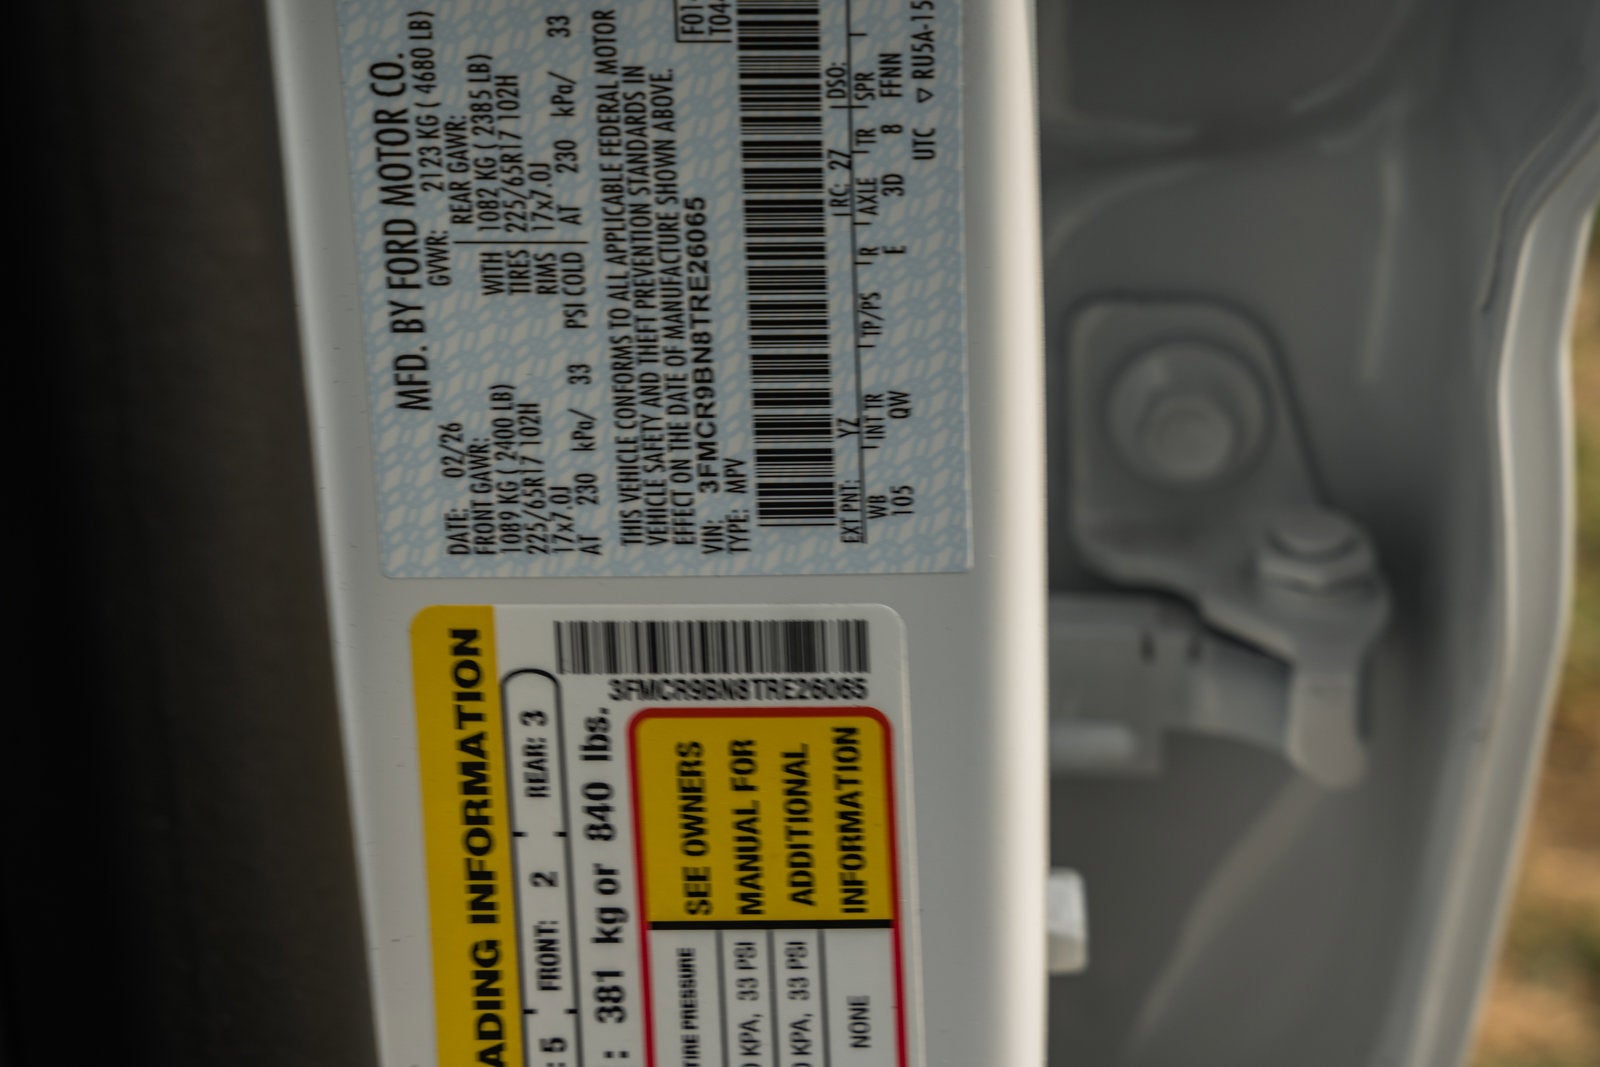 MFD. BY FORD MOTOR CO.
DATE: 02/26 GVWR: 2123 KG ( 4680 LB)
FRONT GAWR: REAR GAWR:
1089 KG ( 2400 LB) WITH 1082 KG ( 2385 LB)
225/65R17 102H TIRES 225/65R17 102H
17x7.0J RIMS 17x7.0J
AT 230 kPa/ 33 PSI COLD AT 230 kPa/ 33
THIS VEHICLE CONFORMS TO ALL APPLICABLE FEDERAL MOTOR
VEHICLE SAFETY AND THEFT PREVENTION STANDARDS IN
EFFECT ON THE DATE OF MANUFACTURE SHOWN ABOVE.
VIN: 3FMCR9BN8TRE26065
TYPE: MPV
EXT PNT: YZ RC: 27 DSO:
WB INT TR TP/PS R AXLE TR SPR
105 QW E 3D 8 FFNN
UTC ▽ RU5A-15
ADING INFORMATION
: 5 FRONT: 2 REAR: 3
: 381 kg or 840 lbs.
3FMCR9BN8TRE26065
TIRE PRESSURE SEE OWNERS
KPA, 33 PSI MANUAL FOR
KPA, 33 PSI ADDITIONAL
NONE INFORMATION